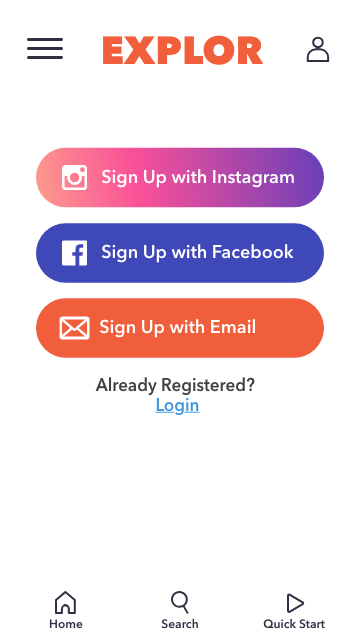 EXPLOR
Sign Up with Instagram
Sign Up with Facebook
Sign Up with Email
Already Registered?
Login
Home
Search
Quick Start